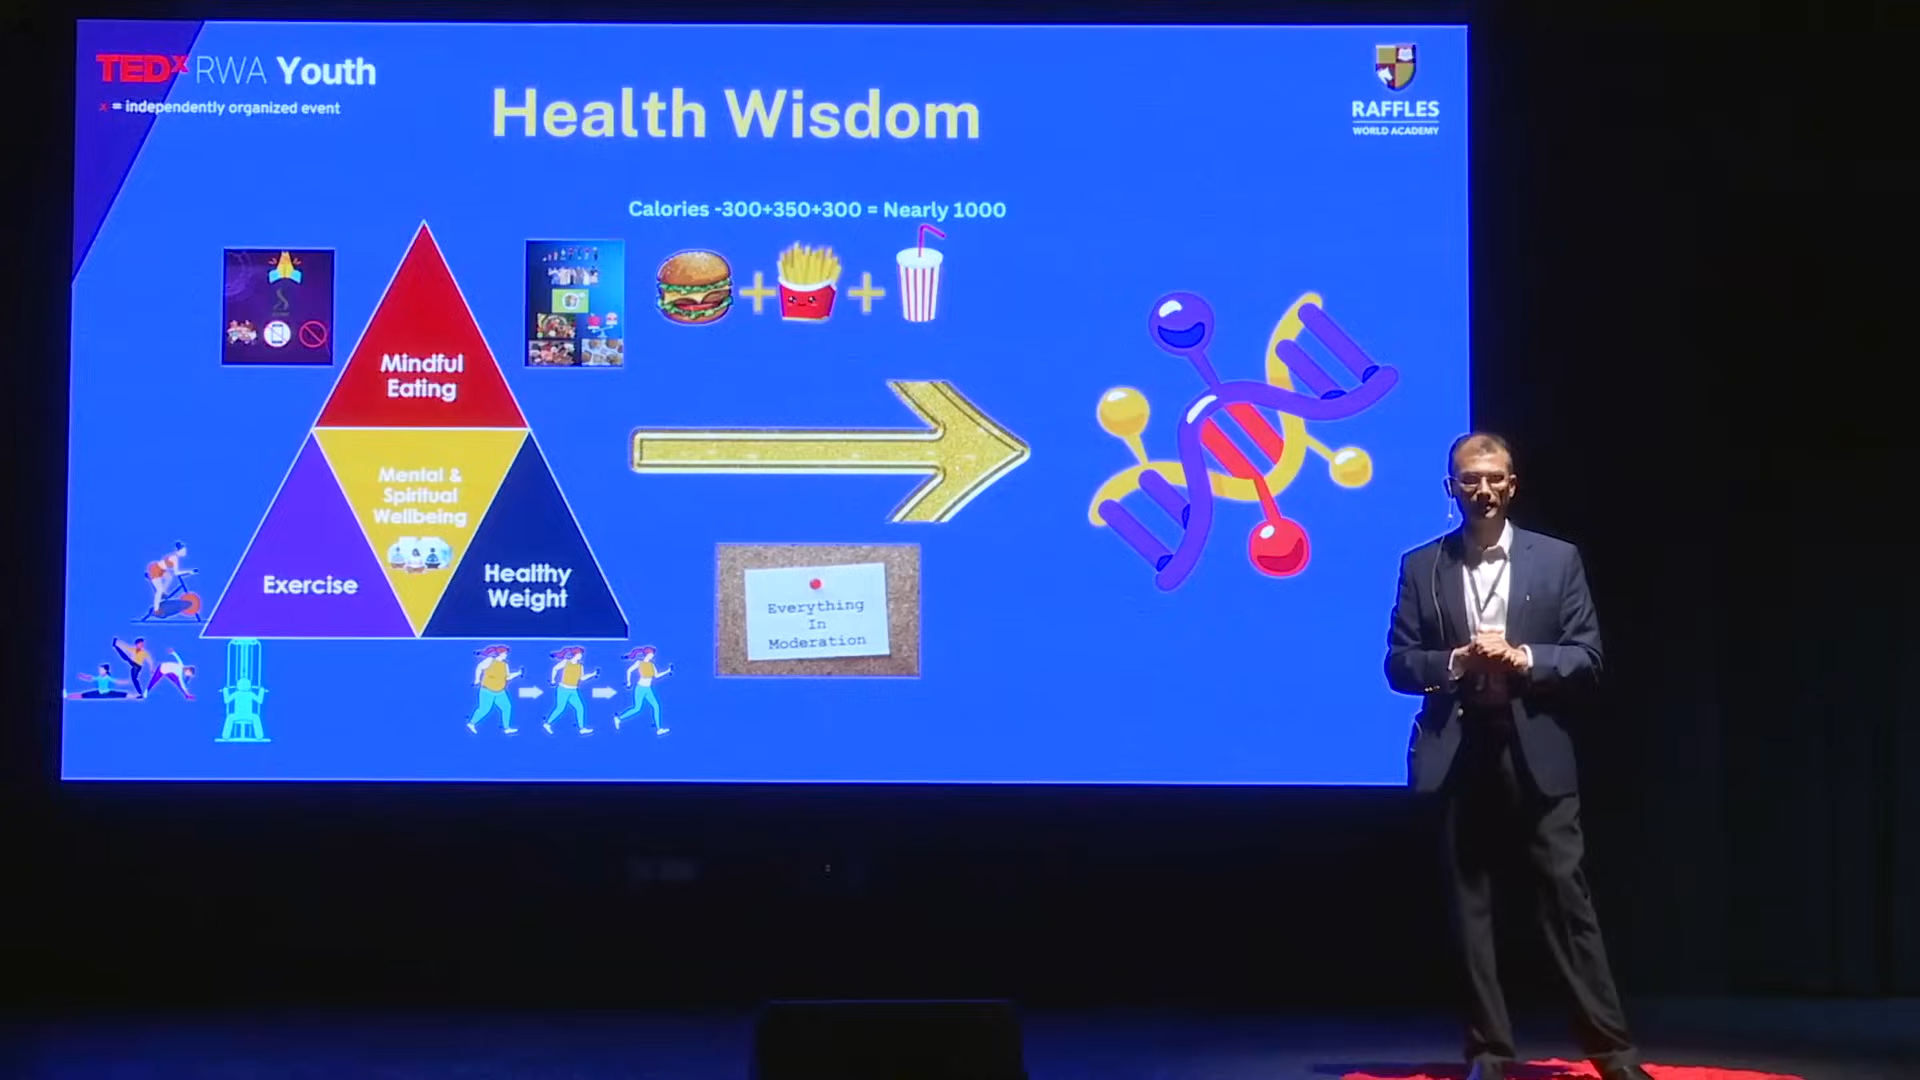 TEDx RWA Youth
x = independently organized event
Health Wisdom
RAFFLES
WORLD ACADEMY
Calories -300+350+300 = Nearly 1000
Mindful
Eating
Mental &
Spiritual
Wellbeing
Exercise
Healthy
Weight
Everything
In
Moderation